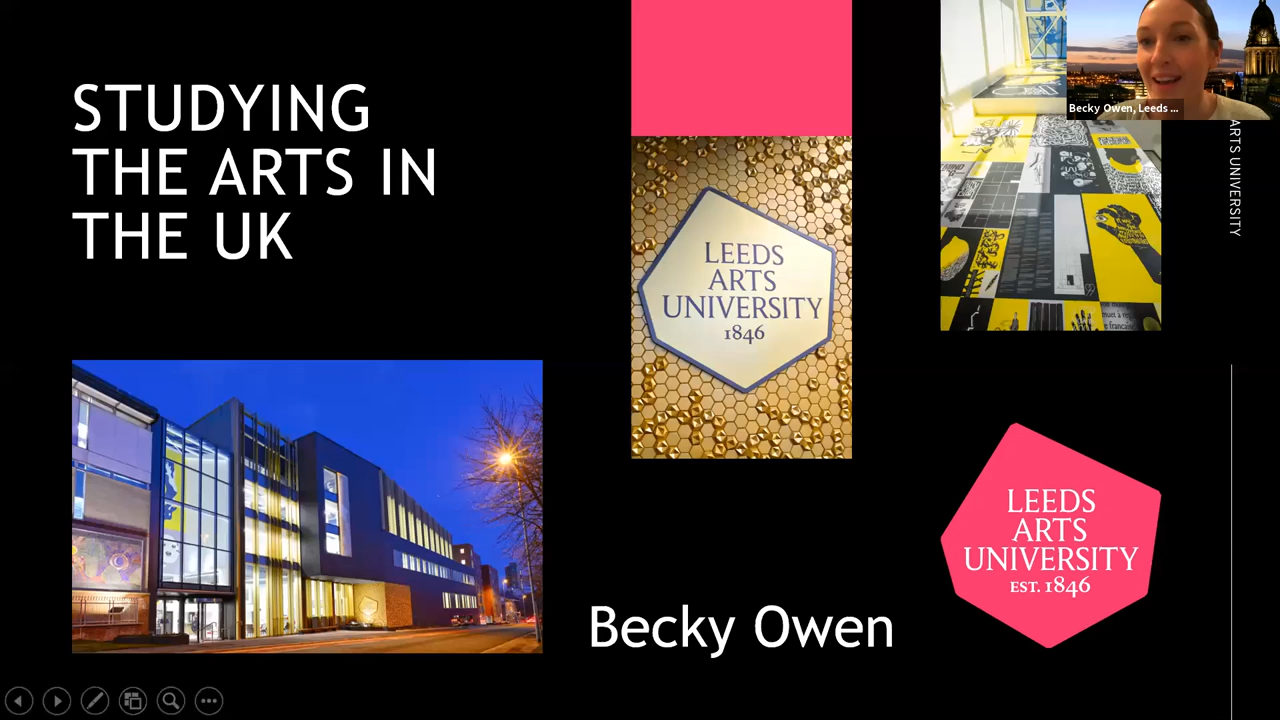 STUDYING
THE ARTS IN
THE UK
LEEDS
ARTS
UNIVERSITY
1846
Becky Owen, Leeds ...
ARTS UNIVERSITY
LEEDS
ARTS
UNIVERSITY
EST. 1846
Becky Owen